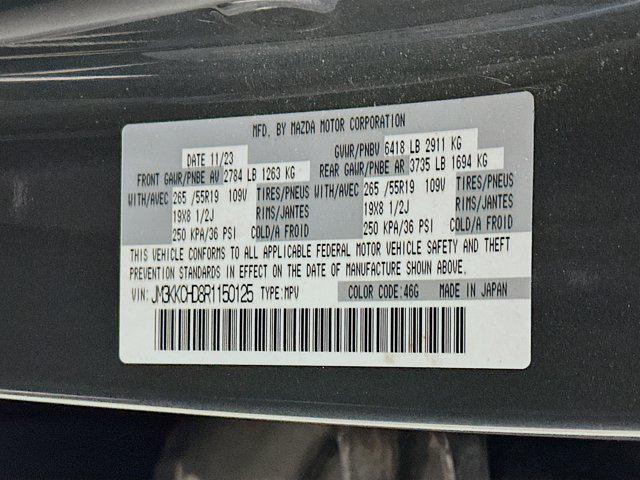 MFD. BY MAZDA MOTOR CORPORATION
DATE 11/23 GVWR/PNBV 6418 LB 2911 KG
FRONT GAWR/PNBE AV 2784 LB 1263 KG REAR GAWR/PNBE AR 3735 LB 1694 KG
WITH/AVEC 265 /55R19 109V TIRES/PNEUS WITH/AVEC 265 /55R19 109V TIRES/PNEUS
19X8 1/2J RIMS/JANTES 19X8 1/2J RIMS/JANTES
250 KPA/36 PSI COLD/A FROID 250 KPA/36 PSI COLD/A FROID
THIS VEHICLE CONFORMS TO ALL APPLICABLE FEDERAL MOTOR VEHICLE SAFETY AND THEFT
PREVENTION STANDARDS IN EFFECT ON THE DATE OF MANUFACTURE SHOWN ABOVE.
VIN: JM3KKCHD8R1150125 TYPE:MPV COLOR CODE:46G MADE IN JAPAN